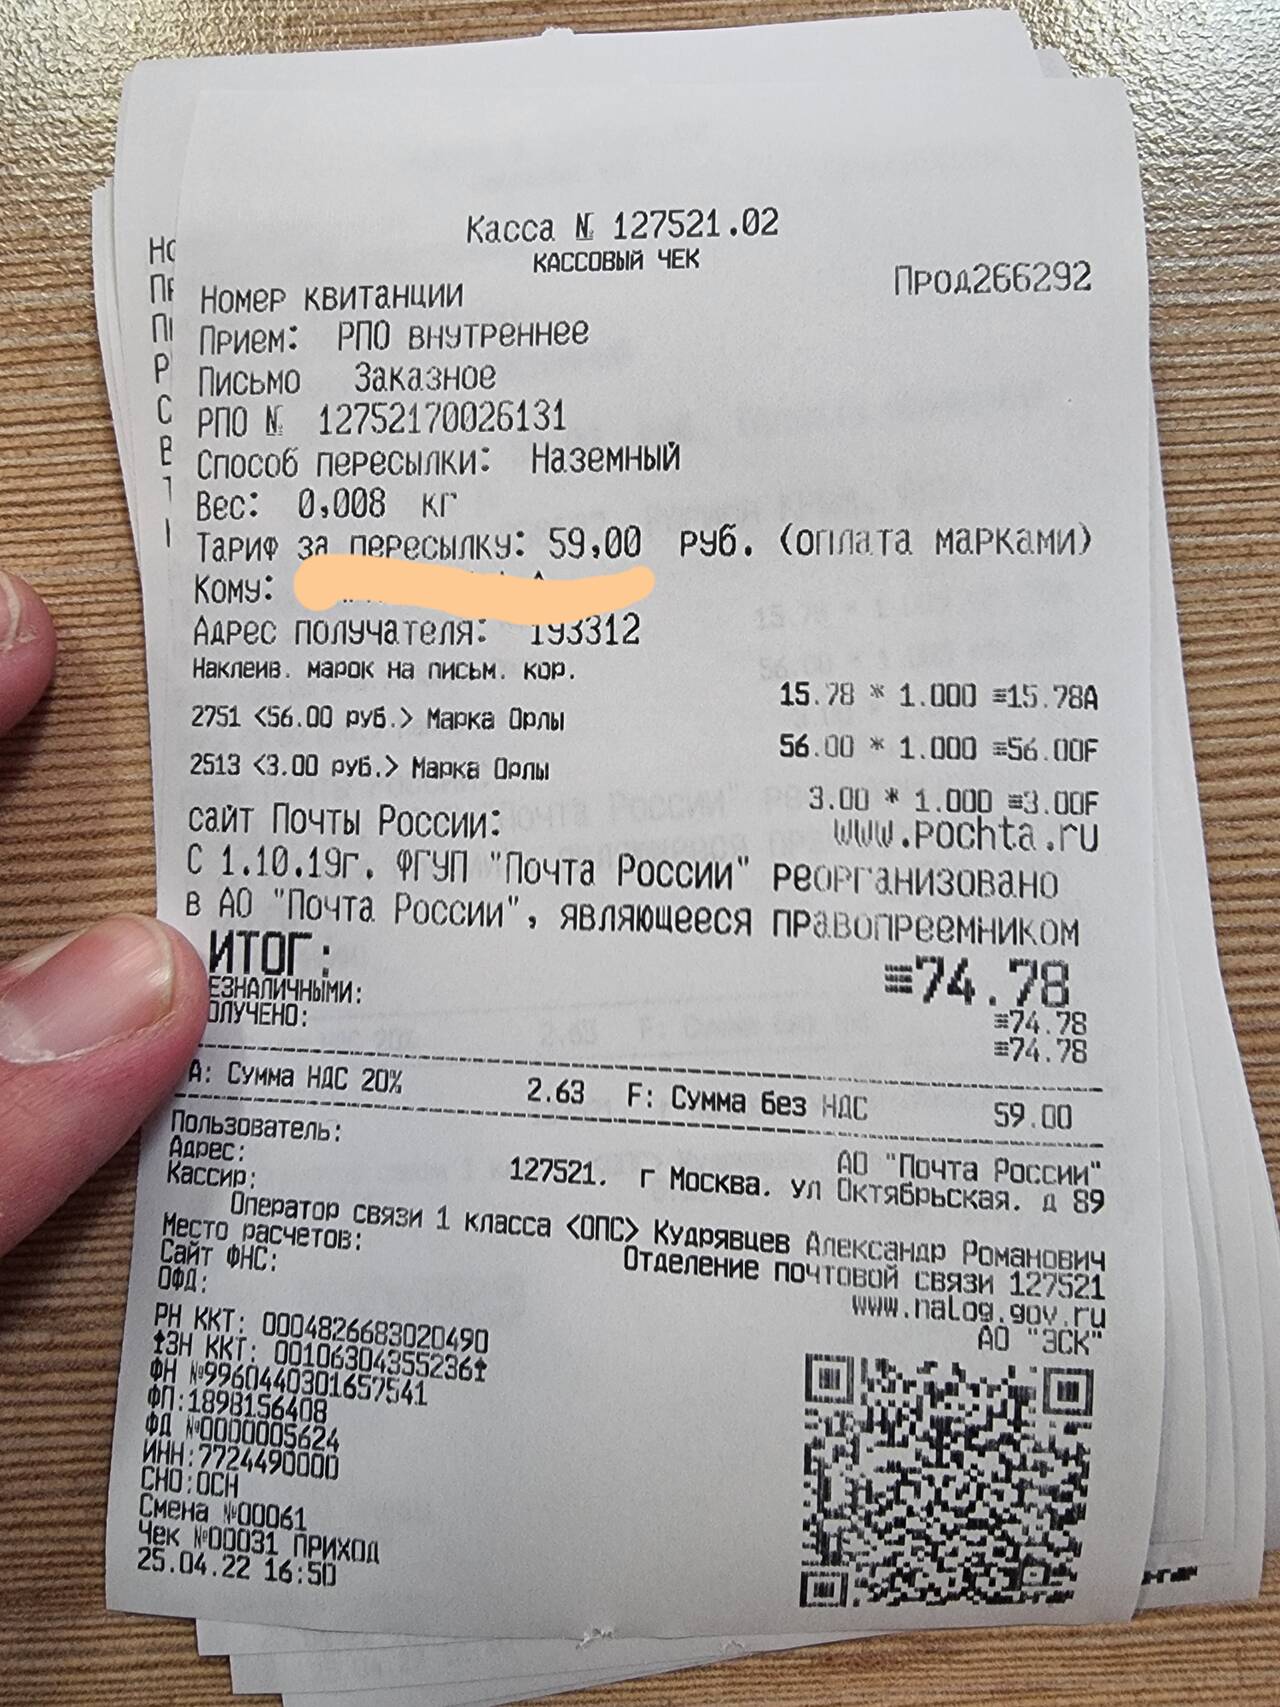 Касса № 127521.02
КАССОВЫЙ ЧЕК
Номер квитанции Прод266292
Прием: РПО внутреннее
Письмо Заказное
РПО № 12752170026131
Способ пересылки: Наземный
Вес: 0,008 кг
Тариф за пересылку: 59,00 руб. (оплата марками)
Кому:
Адрес получателя: 193312
Наклеив. марок на письм. кор.
15.78 * 1.000 ≡15.78А
2751 <56.00 руб.> Марка Орлы
56.00 * 1.000 ≡56.00F
2513 <3.00 руб.> Марка Орлы
3.00 * 1.000 ≡3.00F
сайт Почты России: www.pochta.ru
С 1.10.19г. ФГУП "Почта России" реорганизовано
в АО "Почта России", являющееся правопреемником
ИТОГ: ≡74.78
ЕЗНАЛИЧНЫМИ: ≡74.78
ОЛУЧЕНО: ≡74.78
А: Сумма НДС 20% 2.63 F: Сумма без НДС 59.00
Пользователь: АО "Почта России"
Адрес: 127521. г Москва. ул Октябрьская. д 89
Кассир:
Оператор связи 1 класса <ОПС> Кудрявцев Александр Романович
Место расчетов: Отделение почтовой связи 127521
Сайт ФНС: www.nalog.gov.ru
ОФД: АО "ЭСК"
РН ККТ: 0004826683020490
↑ЗН ККТ: 00106304355236↑
ФН №9960440301657541
ФП:1898156408
ФД №0000005624
ИНН:7724490000
СНО:ОСН
Смена №00061
Чек №00031 ПРИХОД
25.04.22 16:50